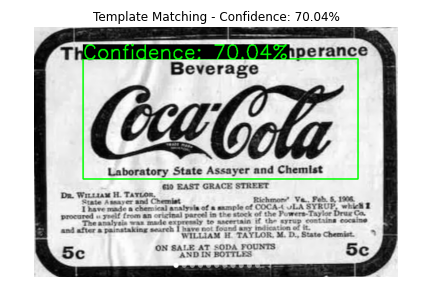 Template Matching - Confidence: 70.04%
Th
Confidence: 70.04%
mperance
Beverage
Coca-Cola
TRADE MARK
Laboratory State Assayer and Chemist
610 EAST GRACE STREET
DR. WILLIAM H. TAYLOR,
State Assayer and Chemist
Richmond, Va., Feb. 5, 1906.
I have made a chemical analysis of a sample of COCA-COLA SYRUP, which I
procured myself from an original parcel in the stock of the Powers-Taylor Drug Co.
The analysis was made expressly to ascertain if the syrup contains cocaine
and after a painstaking search I have not found any indication of it.
WILLIAM H. TAYLOR, M. D., State Chemist.
5c
ON SALE AT SODA FOUNTS
AND IN BOTTLES
5c